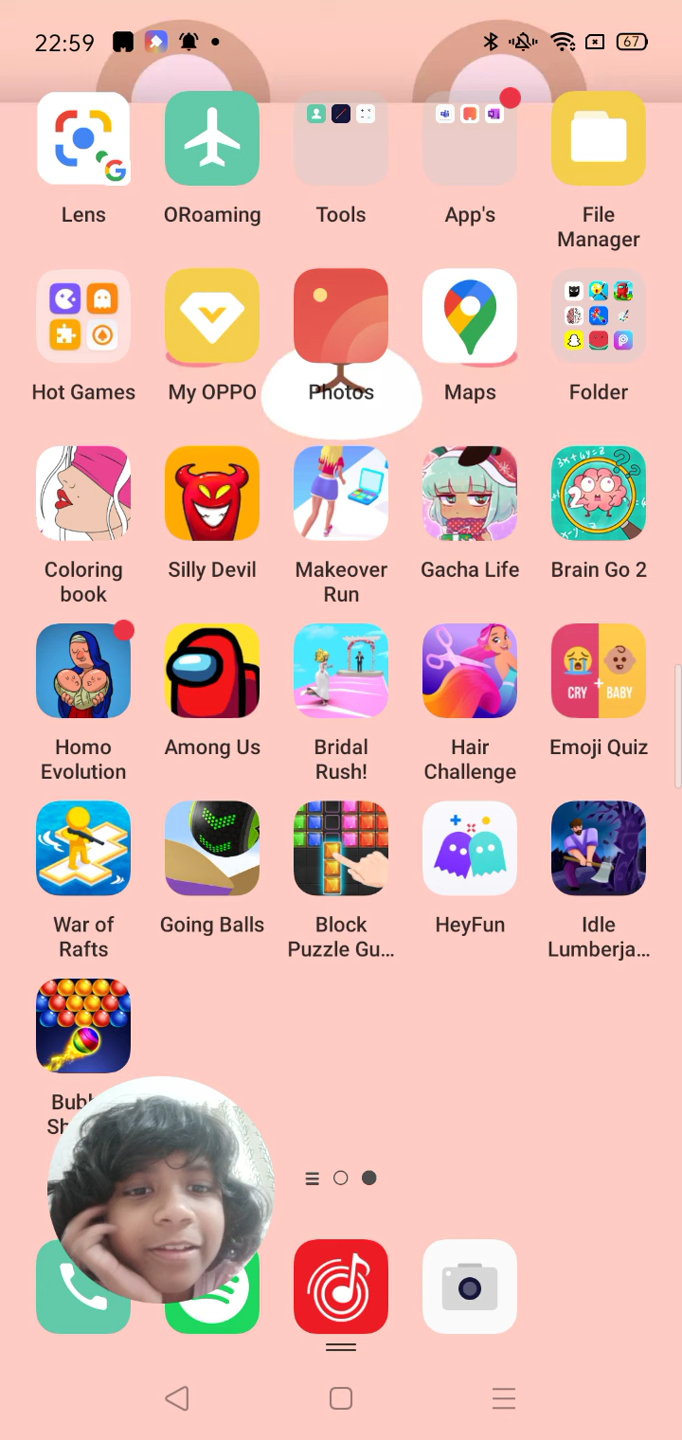 22:59
67
Lens
ORoaming
Tools
App's
File
Manager
Hot Games
My OPPO
Photos
Maps
Folder
Coloring
book
Silly Devil
Makeover
Run
Gacha Life
Brain Go 2
Homo
Evolution
Among Us
Bridal
Rush!
Hair
Challenge
CRY + BABY
Emoji Quiz
War of
Rafts
Going Balls
Block
Puzzle Gu...
HeyFun
Idle
Lumberja...